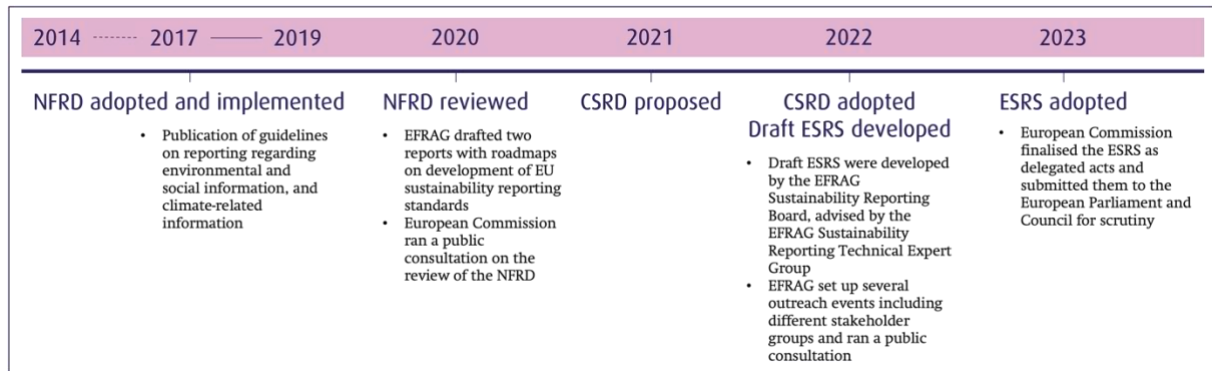 2014 ------- 2017 ——— 2019 2020 2021 2022 2023
NFRD adopted and implemented
• Publication of guidelines
on reporting regarding
environmental and
social information, and
climate-related
information
NFRD reviewed
• EFRAG drafted two
reports with roadmaps
on development of EU
sustainability reporting
standards
• European Commission
ran a public
consultation on the
review of the NFRD
CSRD proposed
CSRD adopted
Draft ESRS developed
• Draft ESRS were developed
by the EFRAG
Sustainability Reporting
Board, advised by the
EFRAG Sustainability
Reporting Technical Expert
Group
• EFRAG set up several
outreach events including
different stakeholder
groups and ran a public
consultation
ESRS adopted
• European Commission
finalised the ESRS as
delegated acts and
submitted them to the
European Parliament and
Council for scrutiny